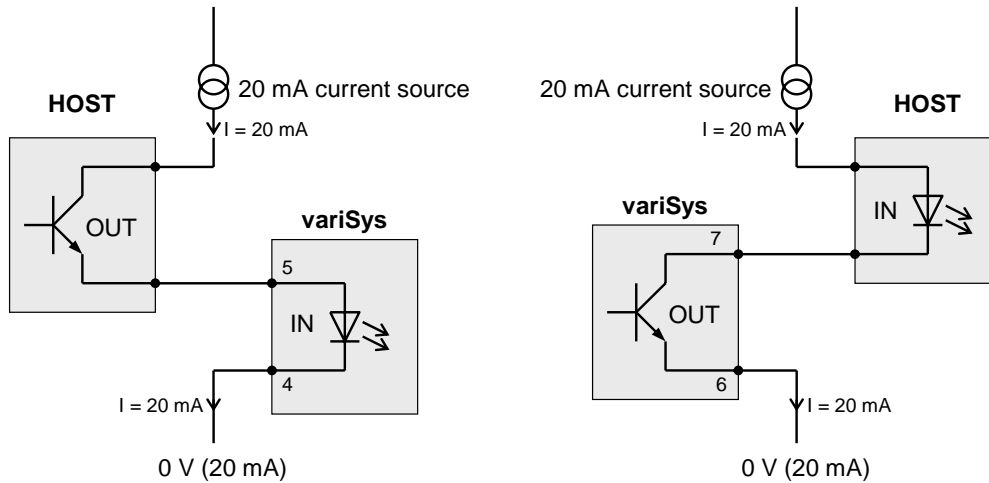 20 mA current source
HOST
I = 20 mA
OUT
variSys
5
IN
4
I = 20 mA
0 V (20 mA)
20 mA current source
HOST
I = 20 mA
IN
variSys
7
OUT
6
I = 20 mA
0 V (20 mA)